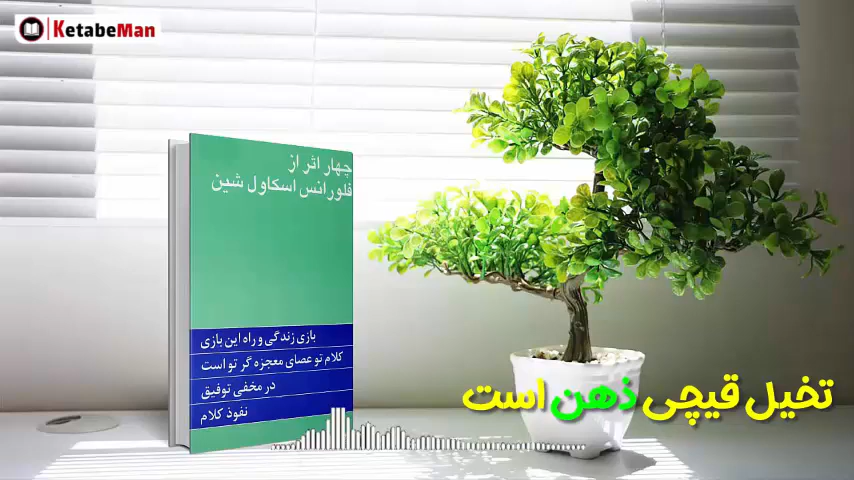 KetabeMan
چهار اثر از
فلورانس اسکاول شین
بازی زندگی و راه این بازی
کلام تو عصای معجزه گر تو است
در مخفی توفیق
نفوذ کلام
تخیل قیچی ذهن است